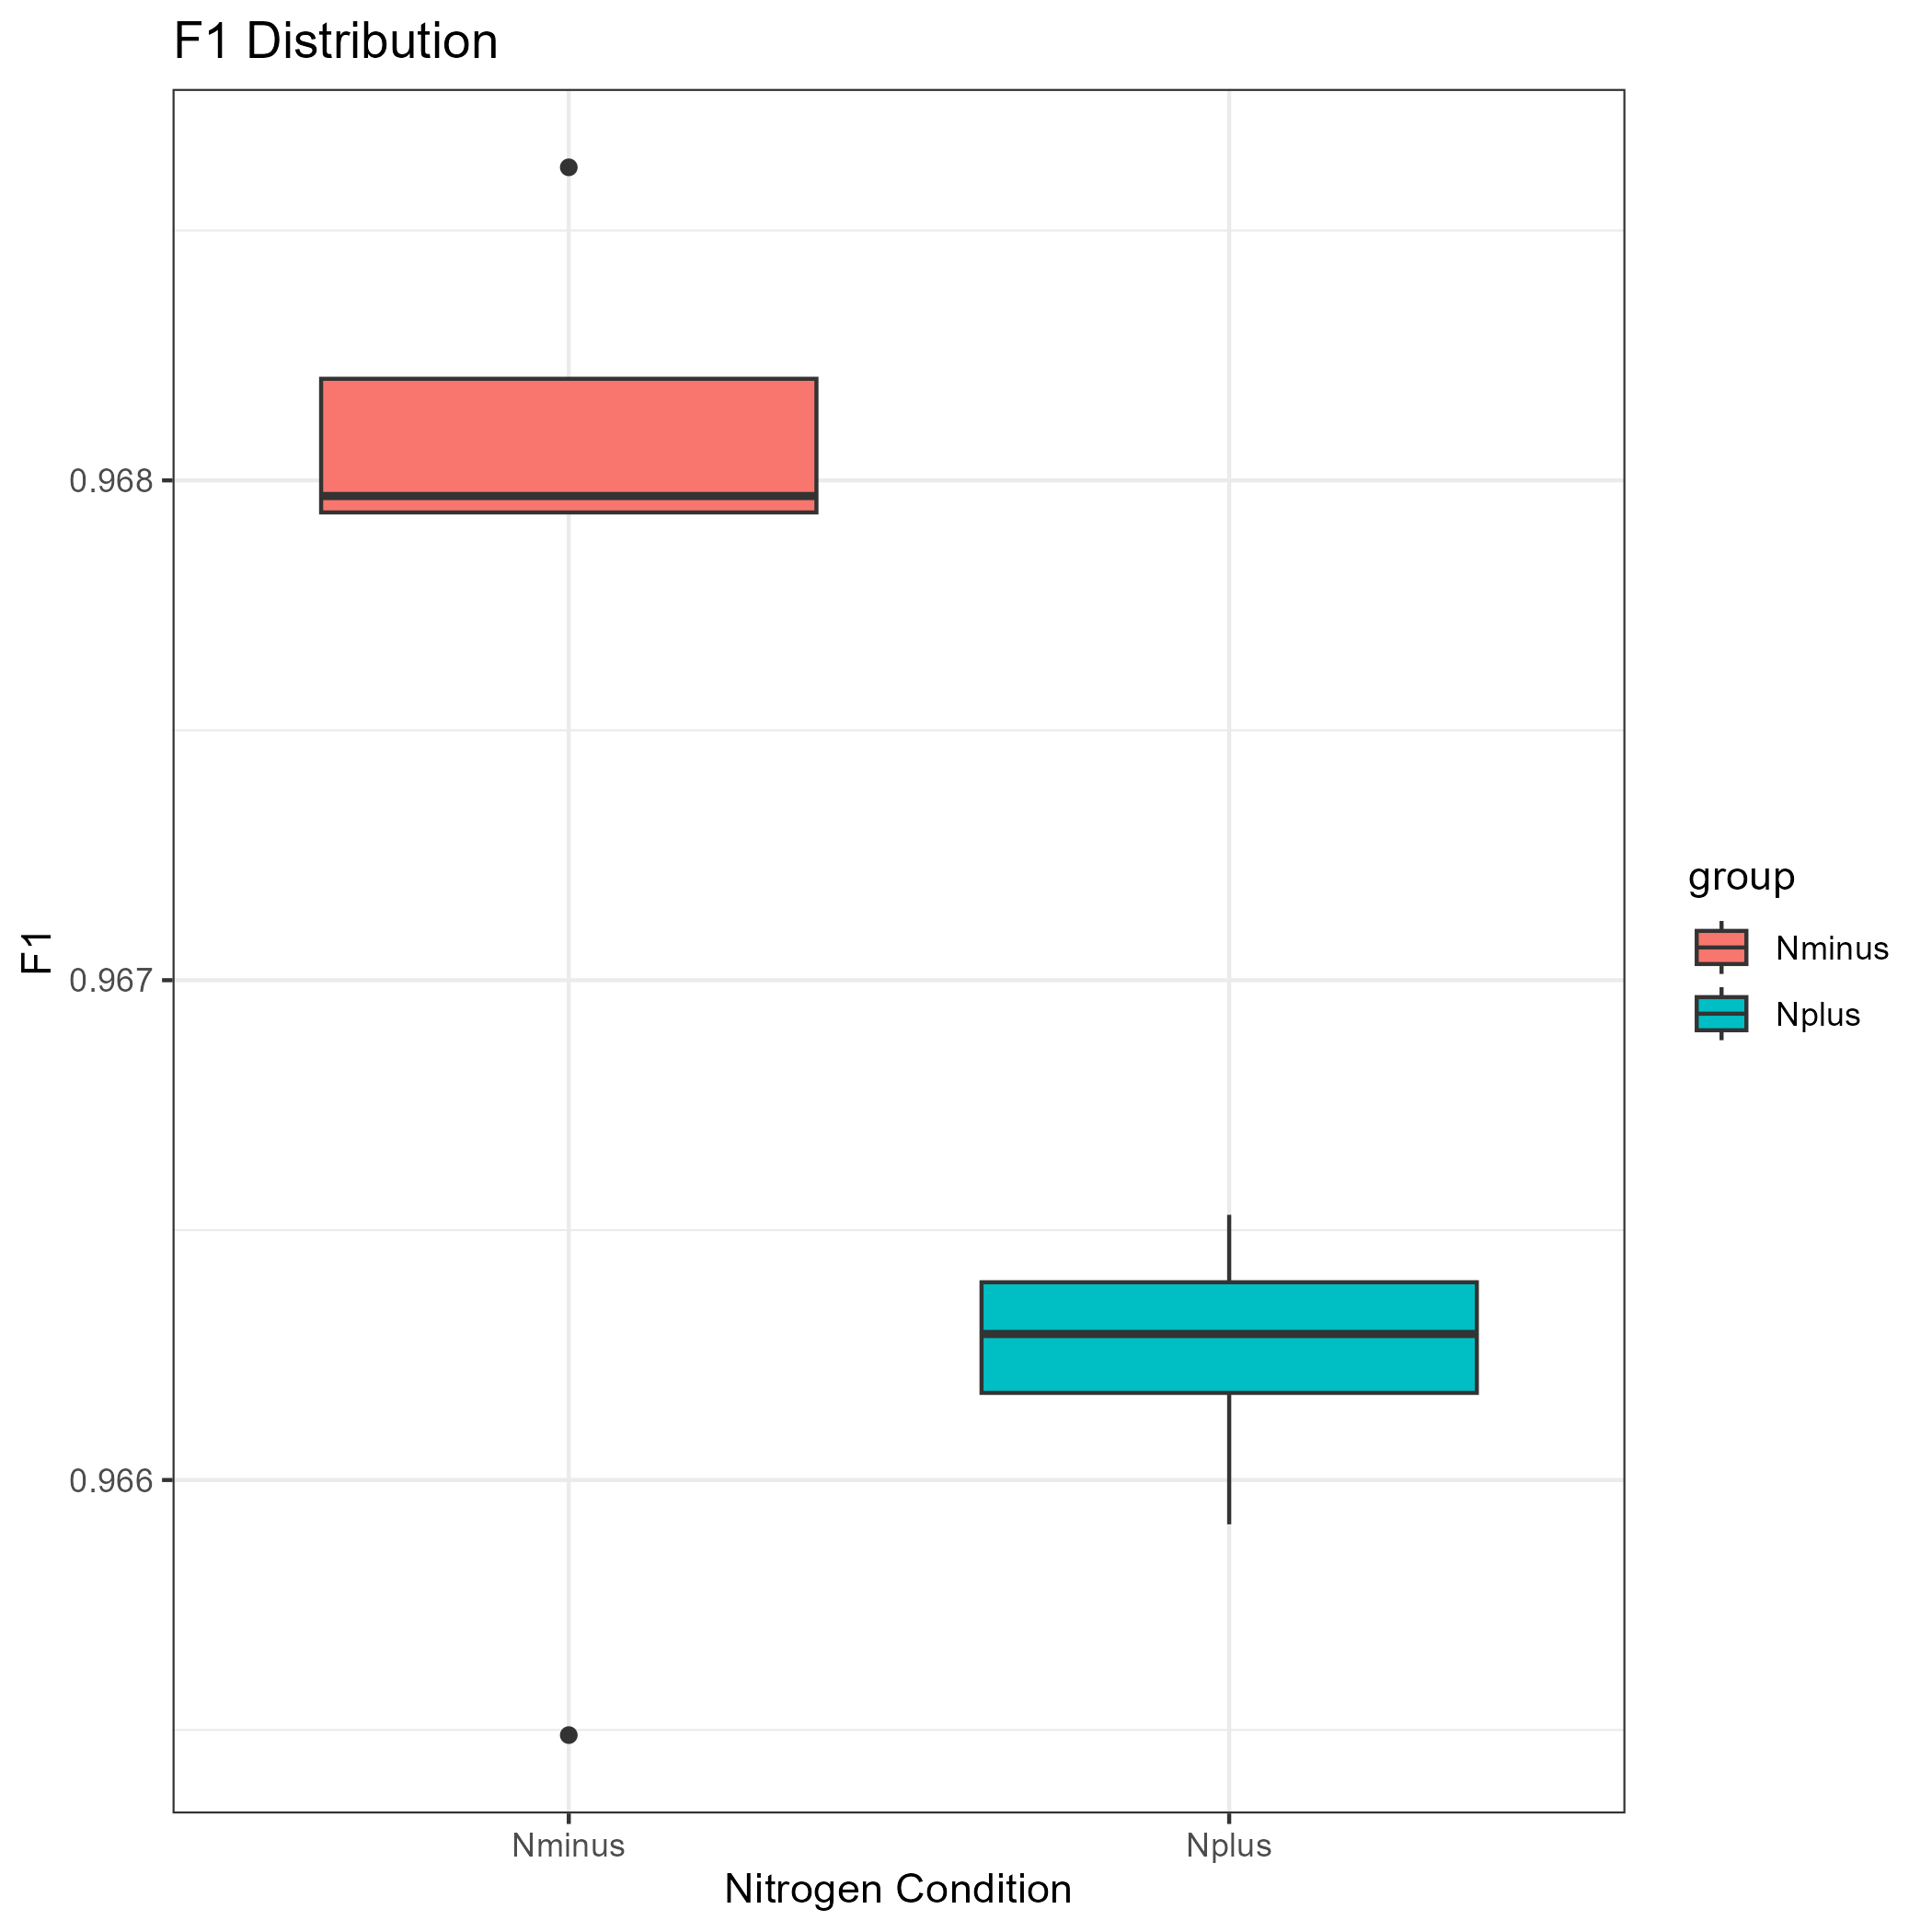 F1 Distribution
0.968
0.967
0.966
F1
Nminus
Nplus
Nitrogen Condition
group
Nminus
Nplus